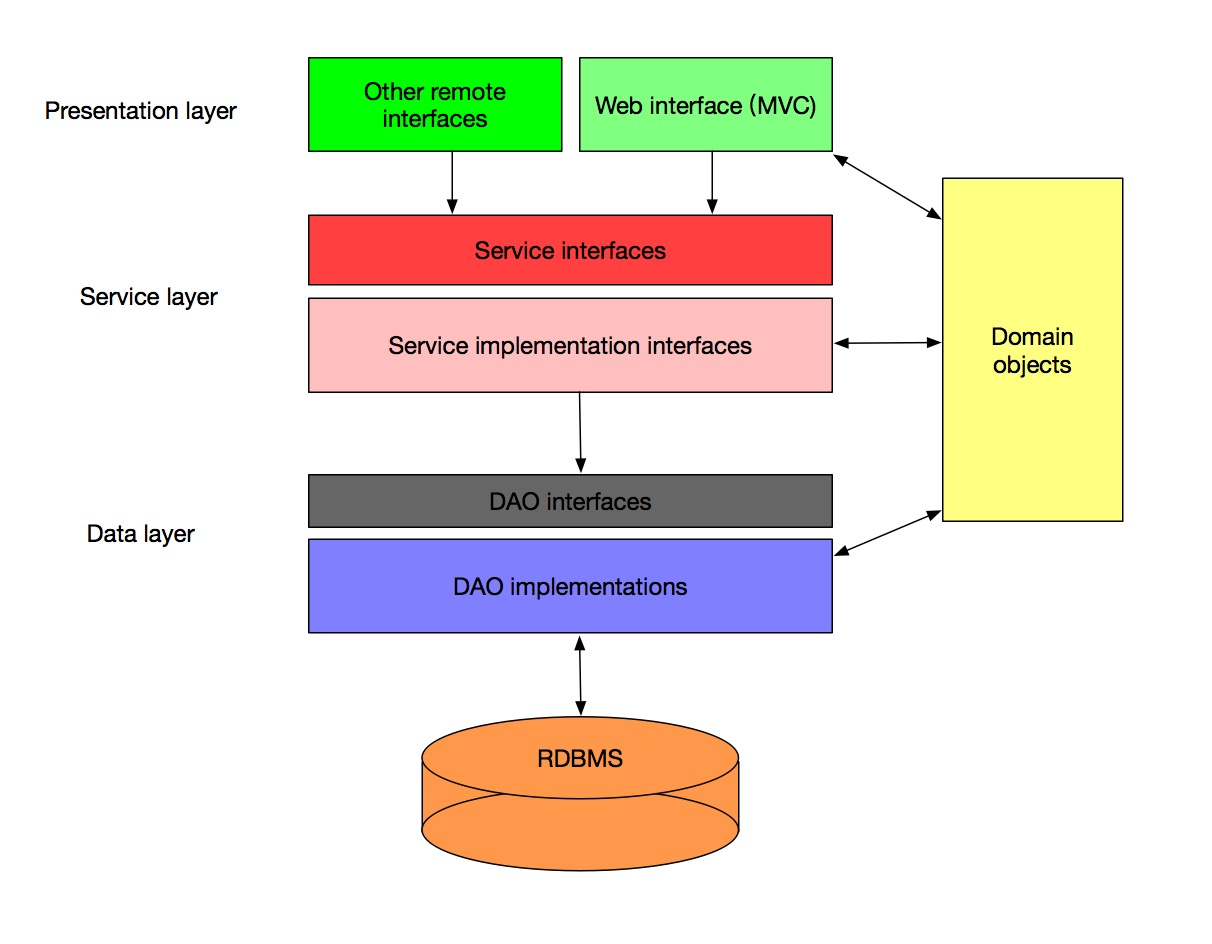 Presentation layer
Other remote
interfaces
Web interface (MVC)
Service interfaces
Service layer
Service implementation interfaces
Domain
objects
DAO interfaces
Data layer
DAO implementations
RDBMS